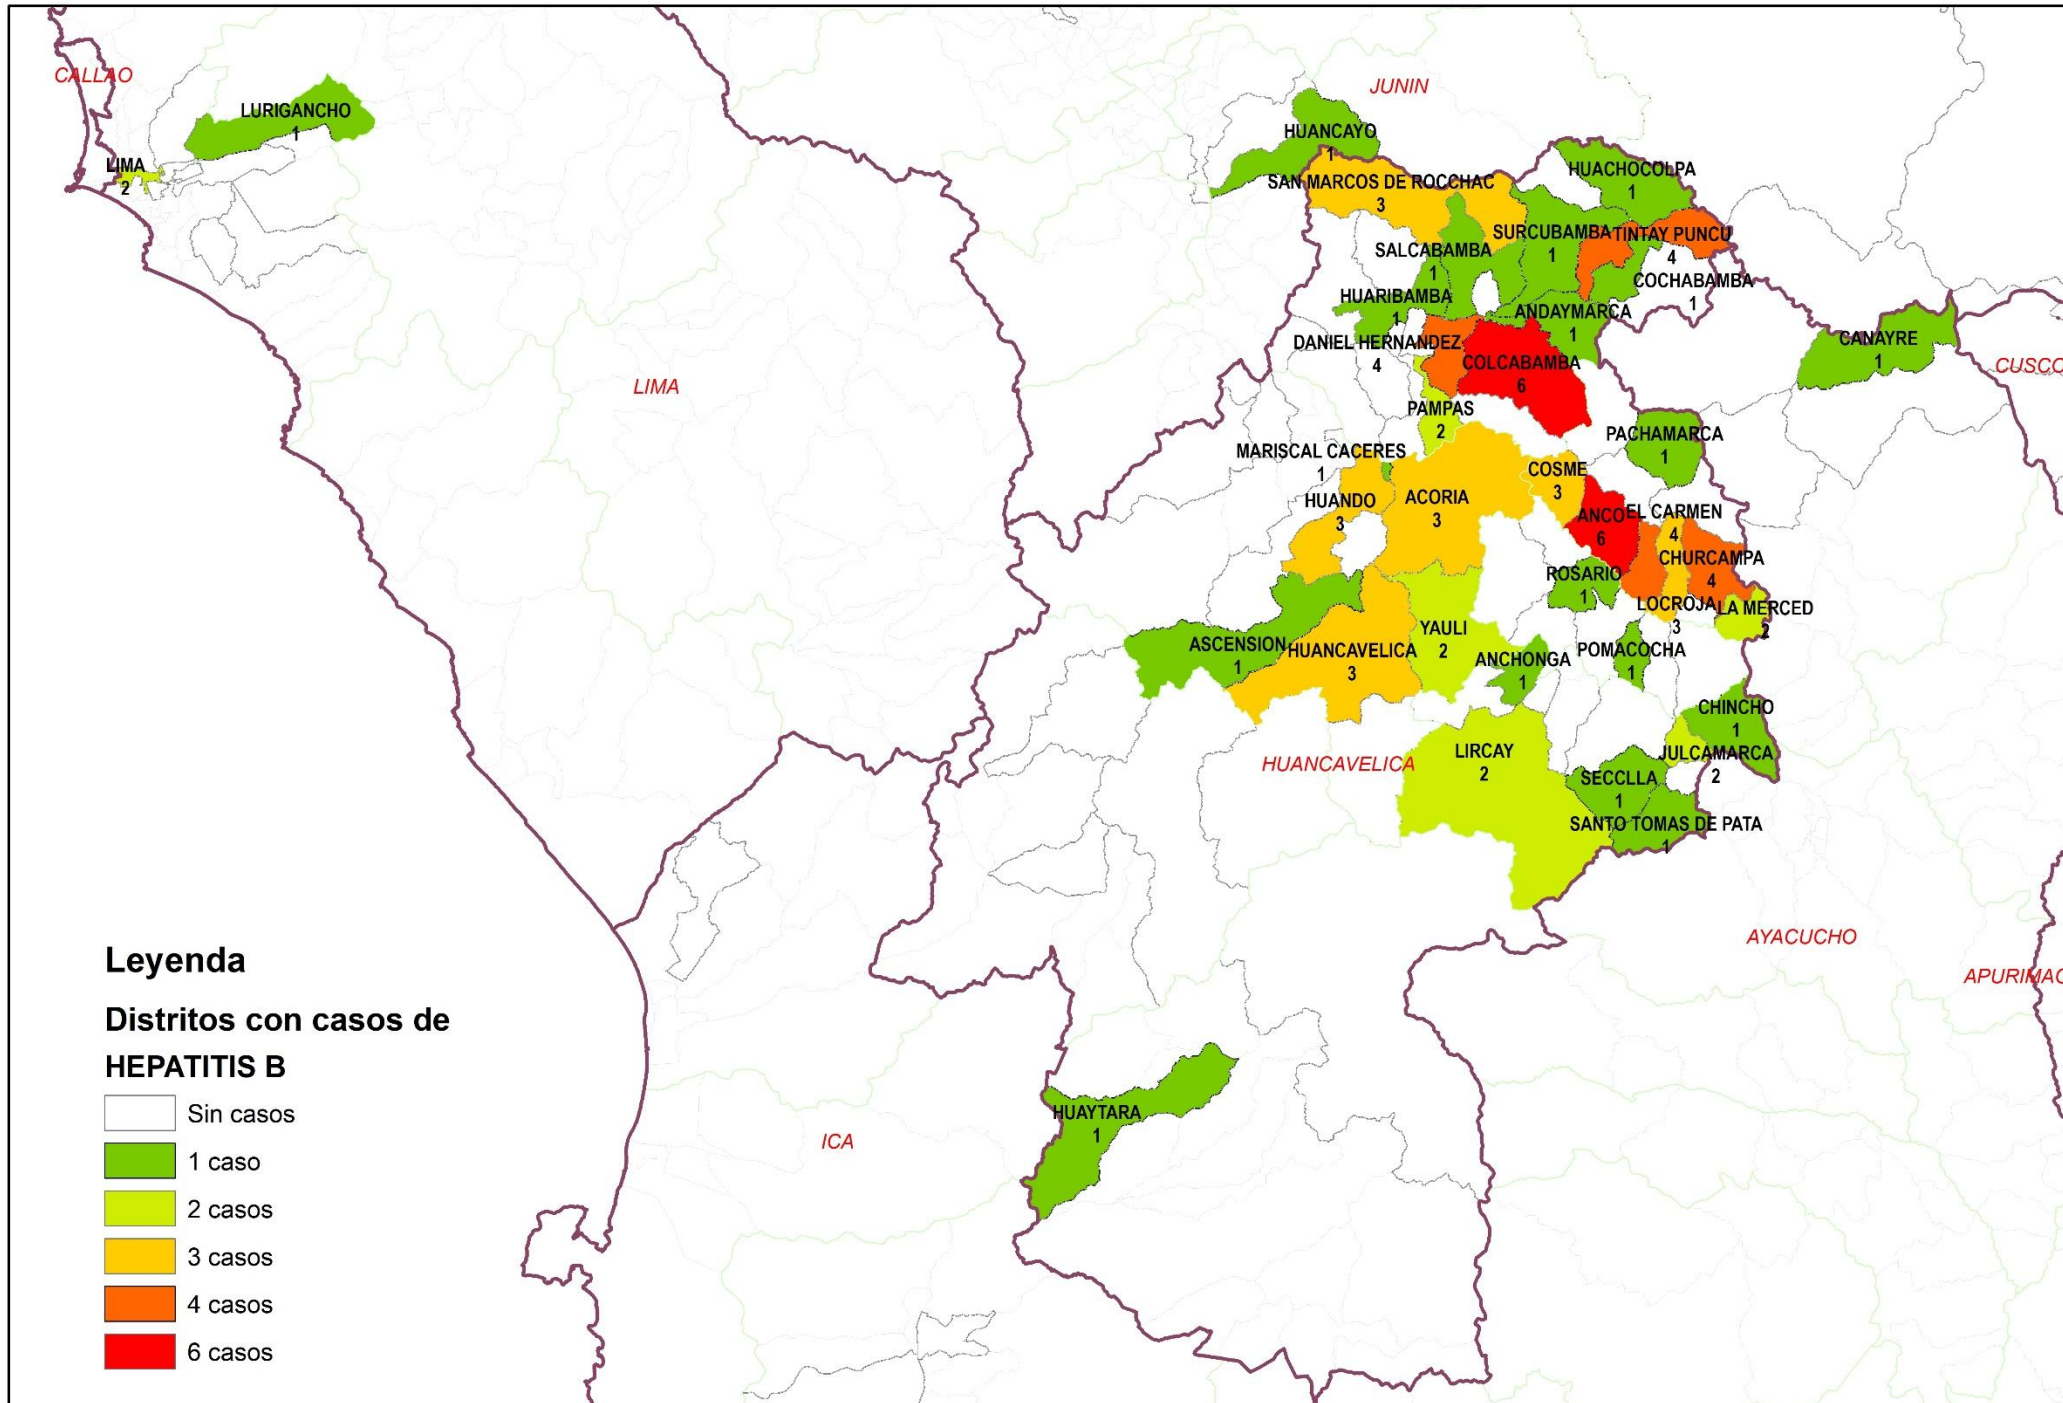 CALLAO
LURIGANCHO
1
LIMA
2
JUNIN
HUANCAYO
1
SAN MARCOS DE ROCCHAC
3
HUACHOCOLPA
1
SURCUBAMBA
1
TINTAY PUNCU
4
SALCABAMBA
1
COCHABAMBA
1
HUARIBAMBA
1
ANDAYMARCA
1
DANIEL HERNANDEZ
4
COLCABAMBA
6
CANAYRE
1
CUSCO
LIMA
PAMPAS
2
PACHAMARCA
1
MARISCAL CACERES
1
COSME
3
HUANDO
3
ACORIA
3
ANCO
6
EL CARMEN
4
CHURCAMPA
4
ROSARIO
1
LOCROJA
3
LA MERCED
2
ASCENSION
1
HUANCAVELICA
3
YAULI
2
ANCHONGA
1
POMACOCHA
1
CHINCHO
1
HUANCAVELICA
LIRCAY
2
JULCAMARCA
2
SECCLLA
1
SANTO TOMAS DE PATA
1
AYACUCHO
APURIMAC
HUAYTARA
1
ICA
Leyenda
Distritos con casos de
HEPATITIS B
Sin casos
1 caso
2 casos
3 casos
4 casos
6 casos